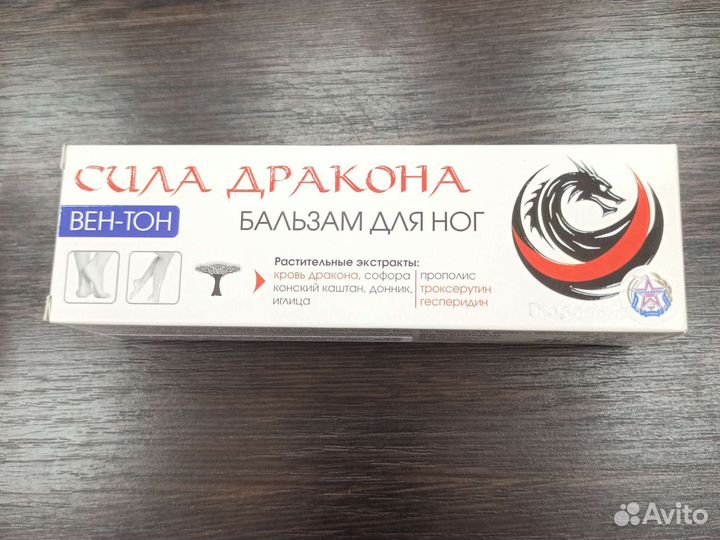 СИЛА ДРАКОНА
ВЕН-ТОН
БАЛЬЗАМ ДЛЯ НОГ
Растительные экстракты:
кровь дракона, софора
конский каштан, донник,
иглица
прополис
троксерутин
гесперидин
Avito